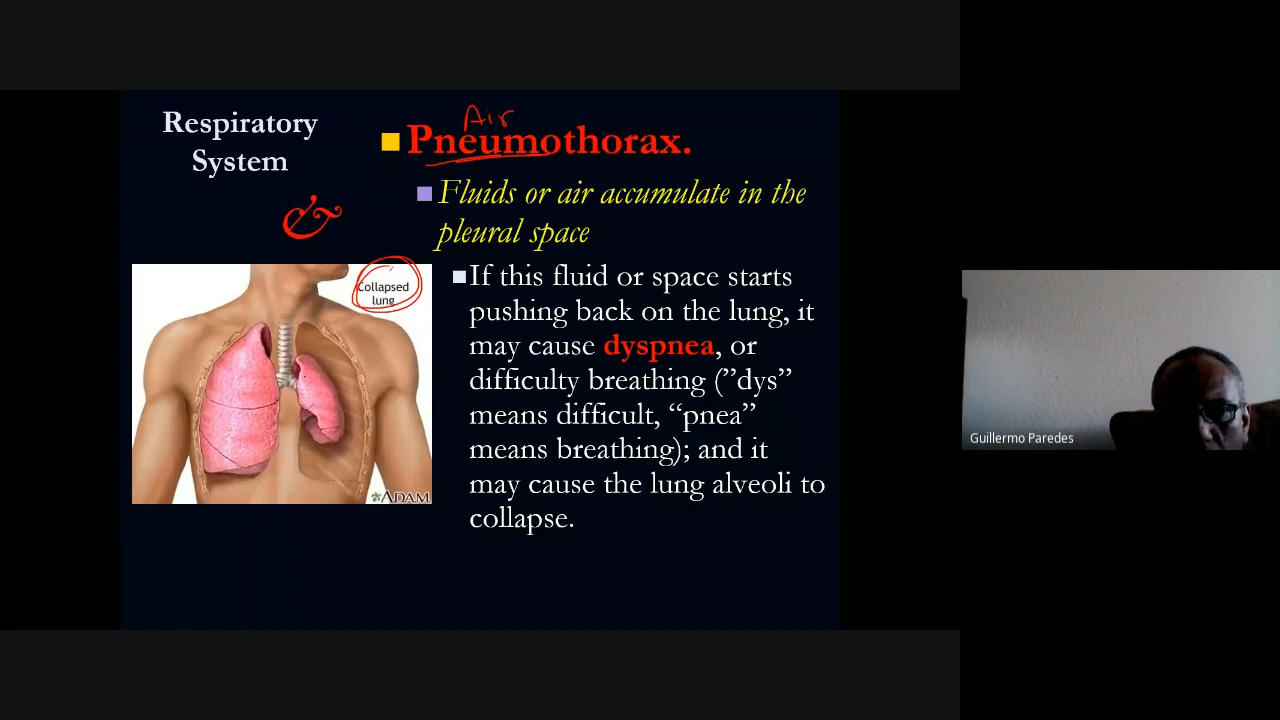 Respiratory
System
&
Air
Pneumothorax.
Fluids or air accumulate in the
pleural space
If this fluid or space starts
pushing back on the lung, it
may cause dyspnea, or
difficulty breathing (”dys”
means difficult, “pnea”
means breathing); and it
may cause the lung alveoli to
collapse.
Collapsed
lung
ADAM
Guillermo Paredes